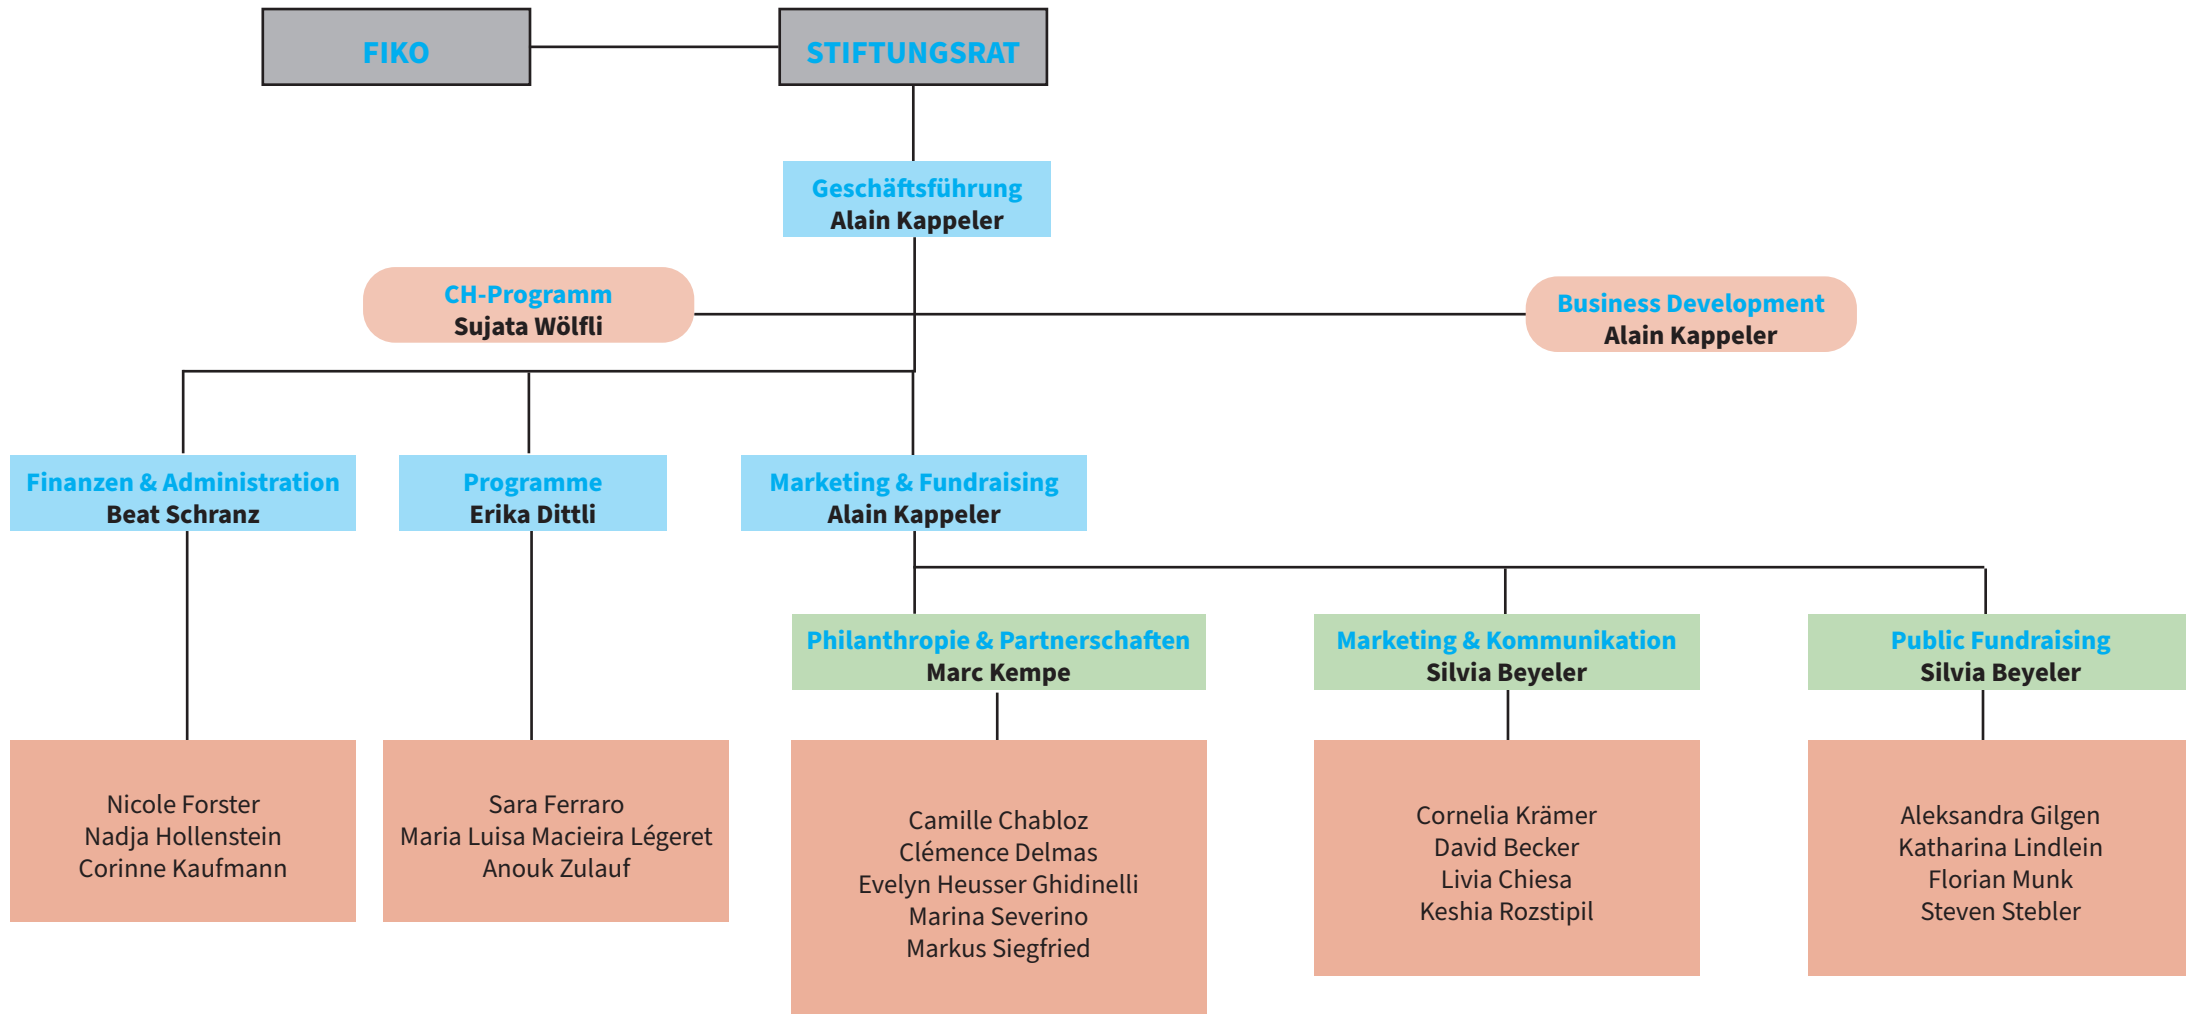 FIKO
STIFTUNGSRAT
Geschäftsführung
Alain Kappeler
CH-Programm
Sujata Wölfli
Business Development
Alain Kappeler
Finanzen & Administration
Beat Schranz
Programme
Erika Dittli
Marketing & Fundraising
Alain Kappeler
Philanthropie & Partnerschaften
Marc Kempe
Marketing & Kommunikation
Silvia Beyeler
Public Fundraising
Silvia Beyeler
Nicole Forster
Nadja Hollenstein
Corinne Kaufmann
Sara Ferraro
Maria Luisa Macieira Légeret
Anouk Zulauf
Camille Chabloz
Clémence Delmas
Evelyn Heusser Ghidinelli
Marina Severino
Markus Siegfried
Cornelia Krämer
David Becker
Livia Chiesa
Keshia Rozstipil
Aleksandra Gilgen
Katharina Lindlein
Florian Munk
Steven Stebler